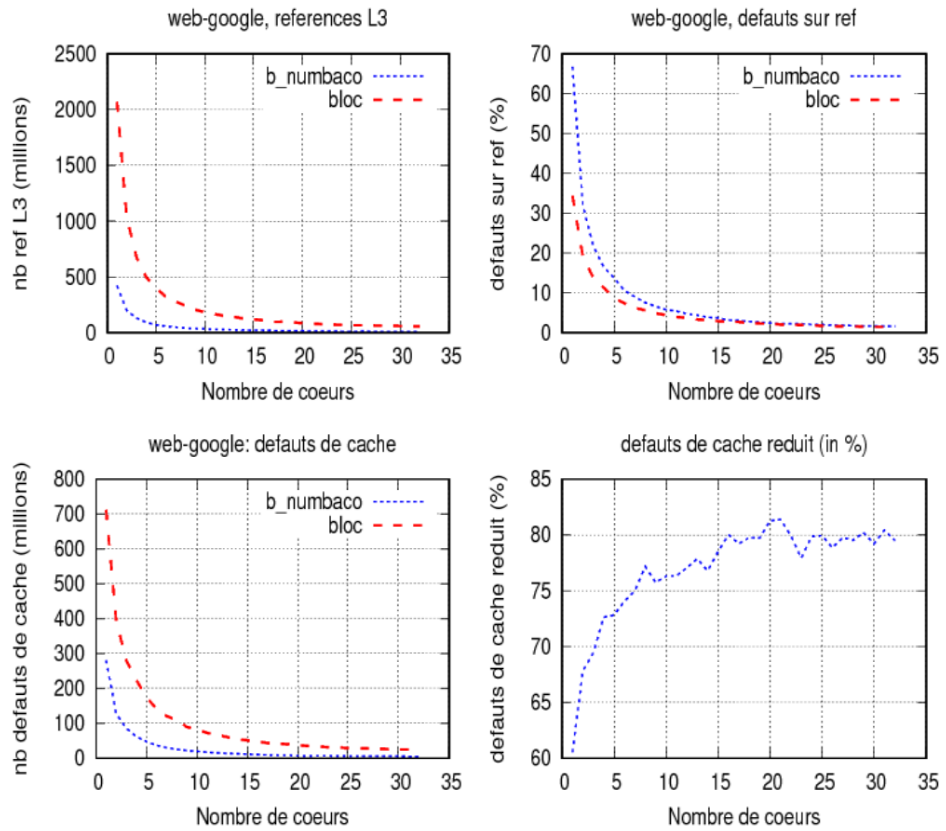 web-google, references L3
nb ref L3 (millions)
2500
2000
1500
1000
500
0
b_numbaco
bloc
0 5 10 15 20 25 30 35
Nombre de coeurs
web-google, defauts sur ref
defauts sur ref (%)
70
60
50
40
30
20
10
0
b_numbaco
bloc
0 5 10 15 20 25 30 35
Nombre de coeurs
web-google: defauts de cache
nb defauts de cache (millions)
800
700
600
500
400
300
200
100
0
b_numbaco
bloc
0 5 10 15 20 25 30 35
Nombre de coeurs
defauts de cache reduit (in %)
defauts de cache reduit (%)
85
80
75
70
65
60
0 5 10 15 20 25 30 35
Nombre de coeurs